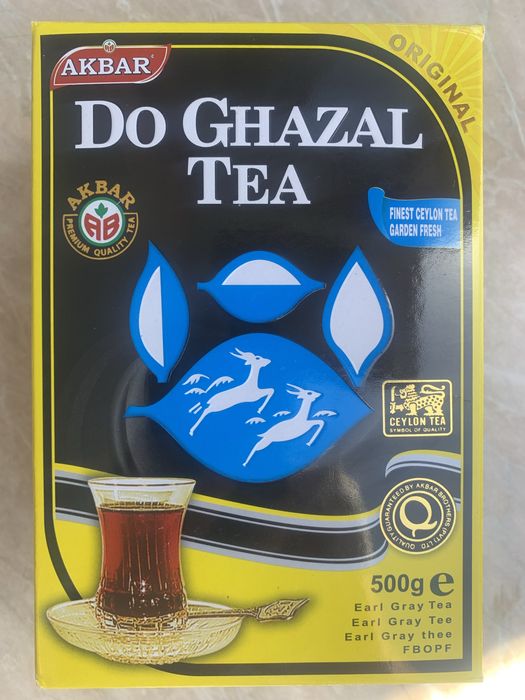 AKBAR
ORIGINAL
DO GHAZAL
TEA
AKBAR
AB
PREMIUM QUALITY TEA
FINEST CEYLON TEA
GARDEN FRESH
CEYLON TEA
SYMBOL OF QUALITY
QUALITY GUARANTEED BY AKBAR BROTHERS (PVT) LTD
Q
500g e
Earl Gray Tea
Earl Gray Tee
Earl Gray thee
FBOPF